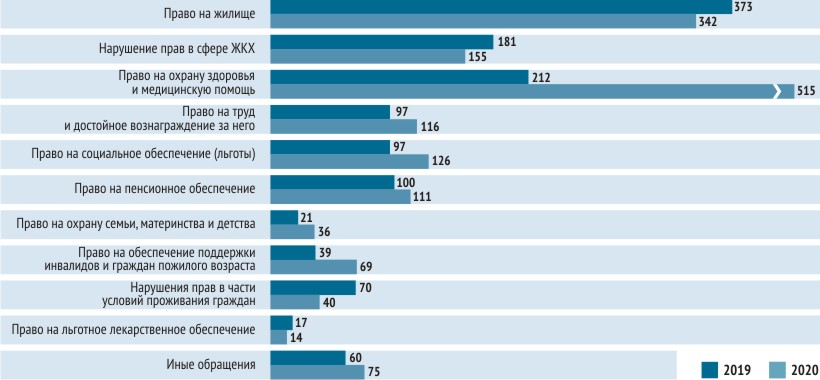 Право на жилище
373
342
Нарушение прав в сфере ЖКХ
181
155
Право на охрану здоровья
и медицинскую помощь
212
515
Право на труд
и достойное вознаграждение за него
97
116
Право на социальное обеспечение (льготы)
97
126
Право на пенсионное обеспечение
100
111
Право на охрану семьи, материнства и детства
21
36
Право на обеспечение поддержки
инвалидов и граждан пожилого возраста
39
69
Нарушения прав в части
условий проживания граждан
70
40
Право на льготное лекарственное обеспечение
17
14
Иные обращения
60
75
2019 2020